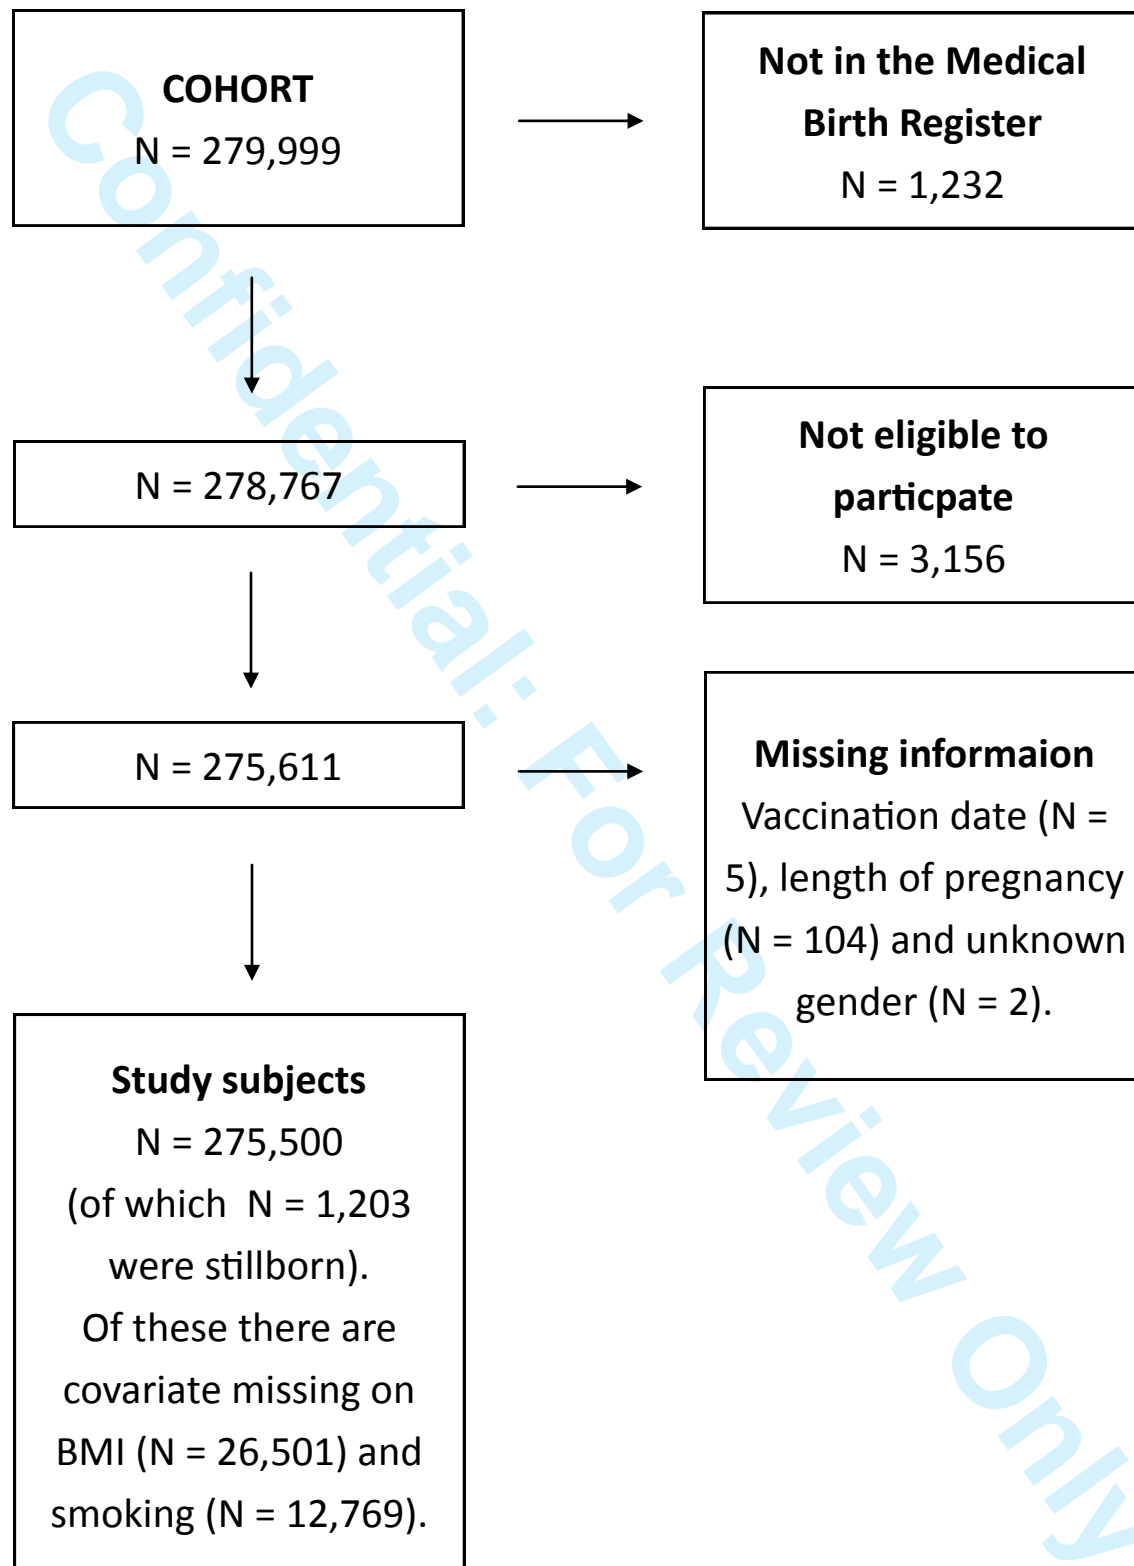 COHORT
N = 279,999
Not in the Medical
Birth Register
N = 1,232
N = 278,767
Not eligible to
particpate
N = 3,156
N = 275,611
Missing informaion
Vaccination date (N =
5), length of pregnancy
(N = 104) and unknown
gender (N = 2).
Study subjects
N = 275,500
(of which  N = 1,203
were stillborn).
Of these there are
covariate missing on
BMI (N = 26,501) and
smoking (N = 12,769).
Confidential: For Review Only